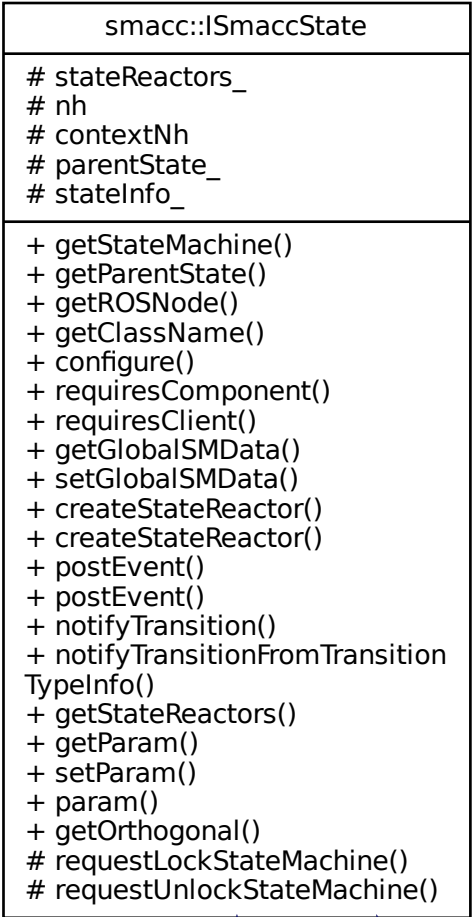 smacc::ISmaccState
# stateReactors_
# nh
# contextNh
# parentState_
# stateInfo_
+ getStateMachine()
+ getParentState()
+ getROSNode()
+ getClassName()
+ configure()
+ requiresComponent()
+ requiresClient()
+ getGlobalSMData()
+ setGlobalSMData()
+ createStateReactor()
+ createStateReactor()
+ postEvent()
+ postEvent()
+ notifyTransition()
+ notifyTransitionFromTransition
TypeInfo()
+ getStateReactors()
+ getParam()
+ setParam()
+ param()
+ getOrthogonal()
# requestLockStateMachine()
# requestUnlockStateMachine()